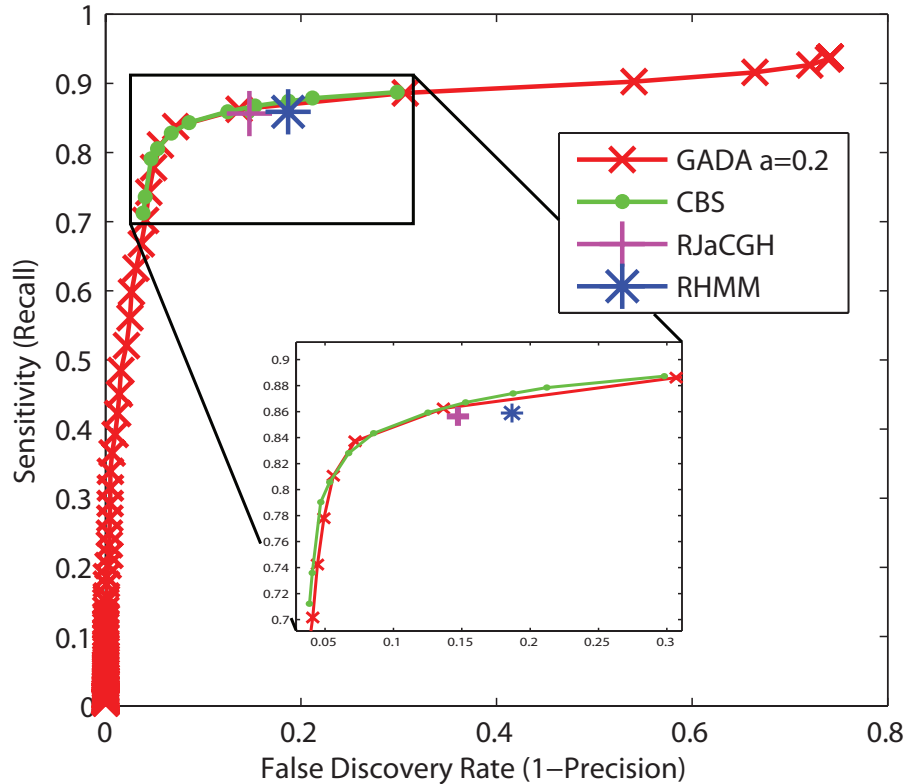 1
0.9
0.8
0.7
0.6
0.5
0.4
0.3
0.2
0.1
0
Sensitivity (Recall)
GADA a=0.2
CBS
RJaCGH
RHMM
0.9
0.88
0.86
0.84
0.82
0.8
0.78
0.76
0.74
0.72
0.7
0.05 0.1 0.15 0.2 0.25 0.3
0 0.2 0.4 0.6 0.8
False Discovery Rate (1−Precision)